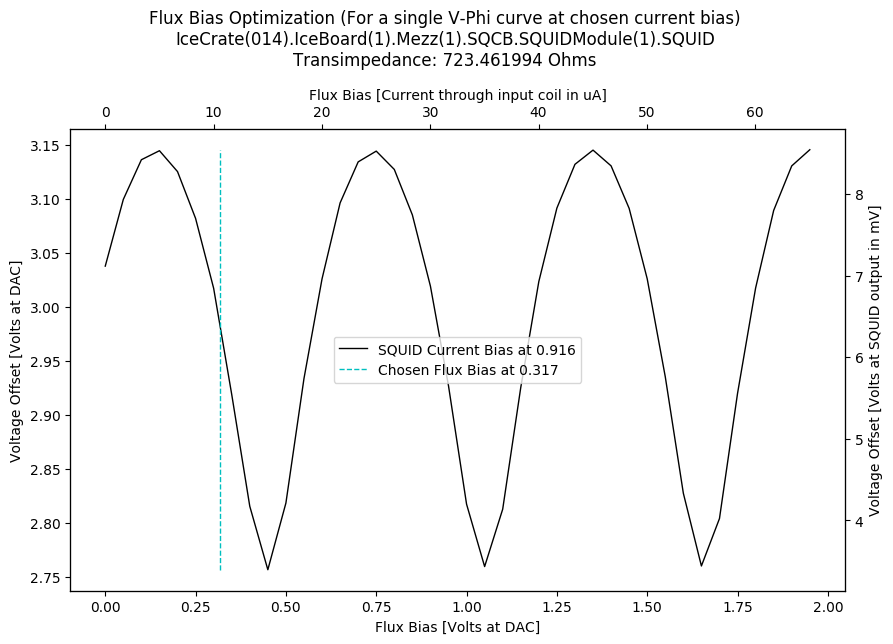 Flux Bias Optimization (For a single V-Phi curve at chosen current bias)
IceCrate(014).IceBoard(1).Mezz(1).SQCB.SQUIDModule(1).SQUID
Transimpedance: 723.461994 Ohms
Flux Bias [Current through input coil in uA]
0 10 20 30 40 50 60
3.15
3.10
3.05
3.00
2.95
2.90
2.85
2.80
2.75
Voltage Offset [Volts at DAC]
SQUID Current Bias at 0.916
Chosen Flux Bias at 0.317
8
7
6
5
4
Voltage Offset [Volts at SQUID output in mV]
0.00 0.25 0.50 0.75 1.00 1.25 1.50 1.75 2.00
Flux Bias [Volts at DAC]